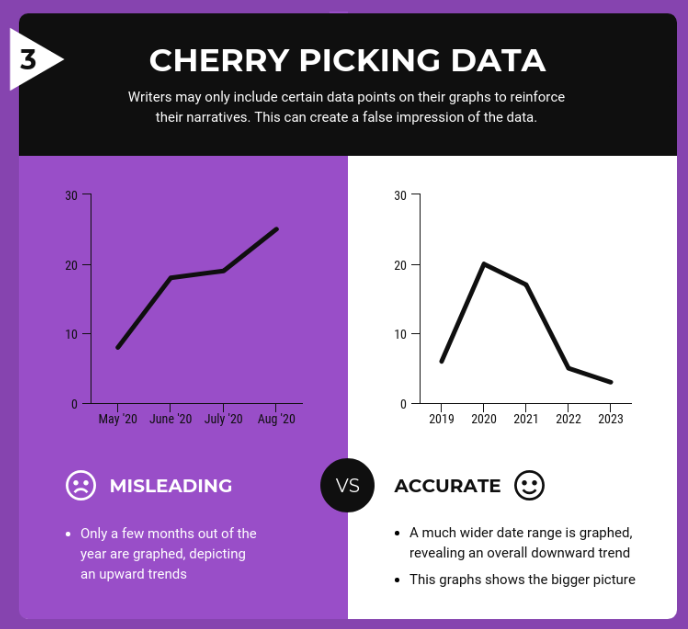 3
CHERRY PICKING DATA
Writers may only include certain data points on their graphs to reinforce
their narratives. This can create a false impression of the data.
30
20
10
0
May '20 June '20 July '20 Aug '20
30
20
10
0
2019 2020 2021 2022 2023
MISLEADING
VS
ACCURATE
Only a few months out of the
year are graphed, depicting
an upward trends
A much wider date range is graphed,
revealing an overall downward trend
This graphs shows the bigger picture